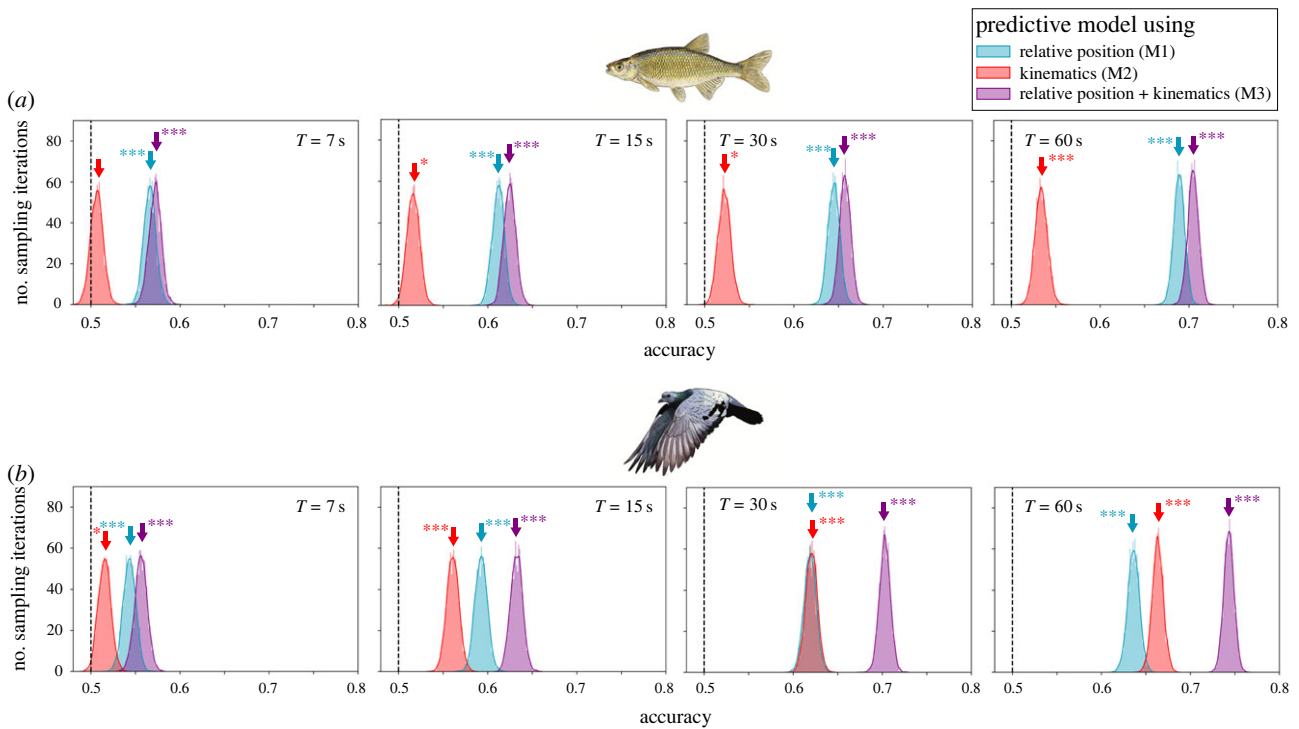 predictive model using
relative position (M1)
kinematics (M2)
relative position + kinematics (M3)
(a)
no. sampling iterations
80
60
40
20
0
T = 7 s
***
***
T = 15 s
*
***
***
T = 30 s
*
***
***
T = 60 s
***
***
***
0.5 0.6 0.7 0.8
0.5 0.6 0.7 0.8
0.5 0.6 0.7 0.8
0.5 0.6 0.7 0.8
accuracy
(b)
no. sampling iterations
80
60
40
20
0
T = 7 s
*
***
***
T = 15 s
***
***
***
T = 30 s
***
***
***
T = 60 s
***
***
***
0.5 0.6 0.7 0.8
0.5 0.6 0.7 0.8
0.5 0.6 0.7 0.8
0.5 0.6 0.7 0.8
accuracy